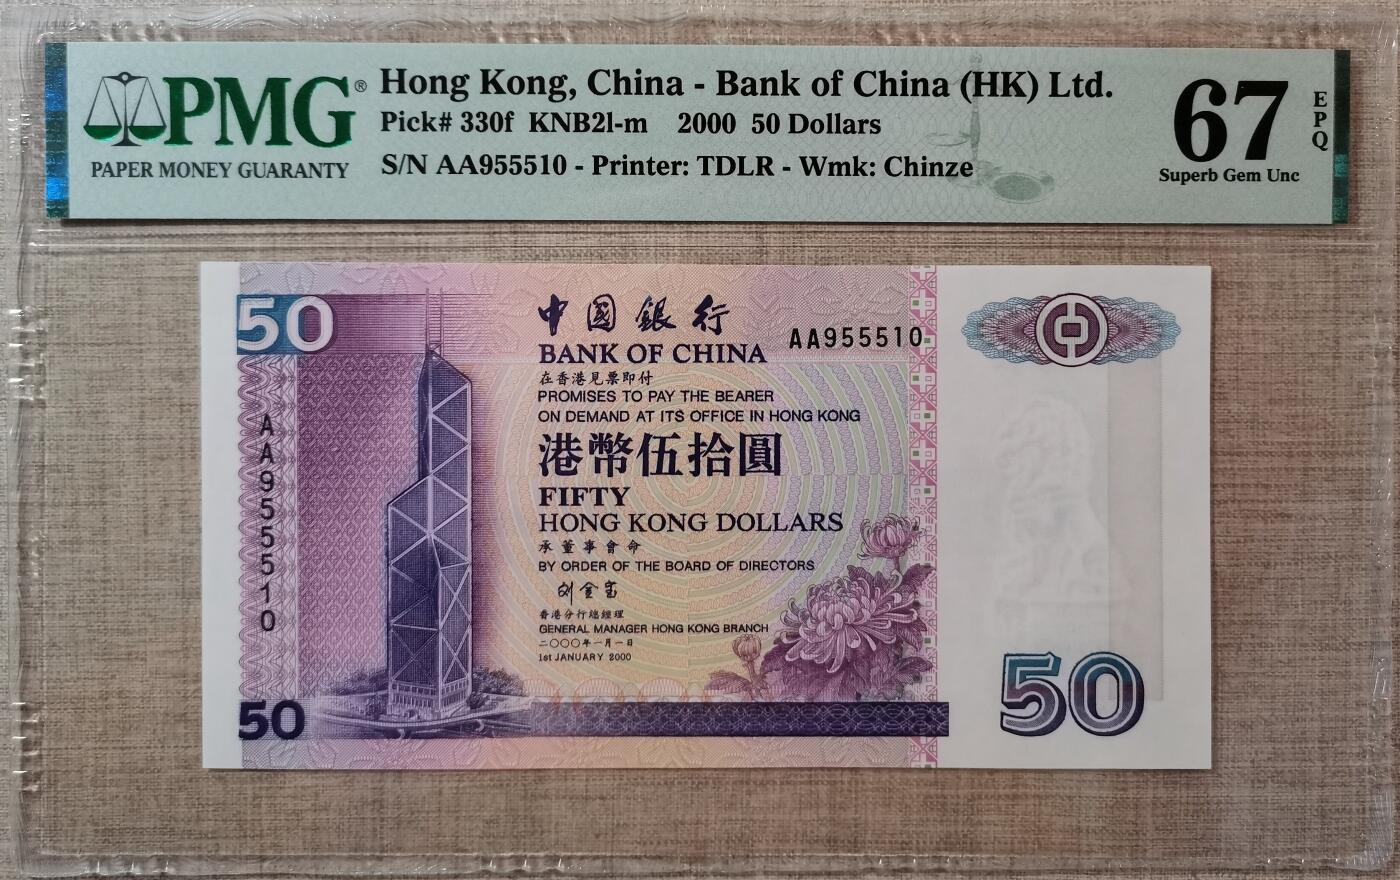 PMG®
PAPER MONEY GUARANTY
Hong Kong, China - Bank of China (HK) Ltd.
Pick# 330f KNB2l-m 2000 50 Dollars
S/N AA955510 - Printer: TDLR - Wmk: Chinze
67
EPQ
Superb Gem Unc
50
中國銀行
AA955510
BANK OF CHINA
在香港見票即付
PROMISES TO PAY THE BEARER
ON DEMAND AT ITS OFFICE IN HONG KONG
港幣伍拾圓
FIFTY
HONG KONG DOLLARS
承董事會命
BY ORDER OF THE BOARD OF DIRECTORS
香港分行總經理
GENERAL MANAGER HONG KONG BRANCH
二〇〇〇年一月一日
1st JANUARY 2000
AA955510
50
50